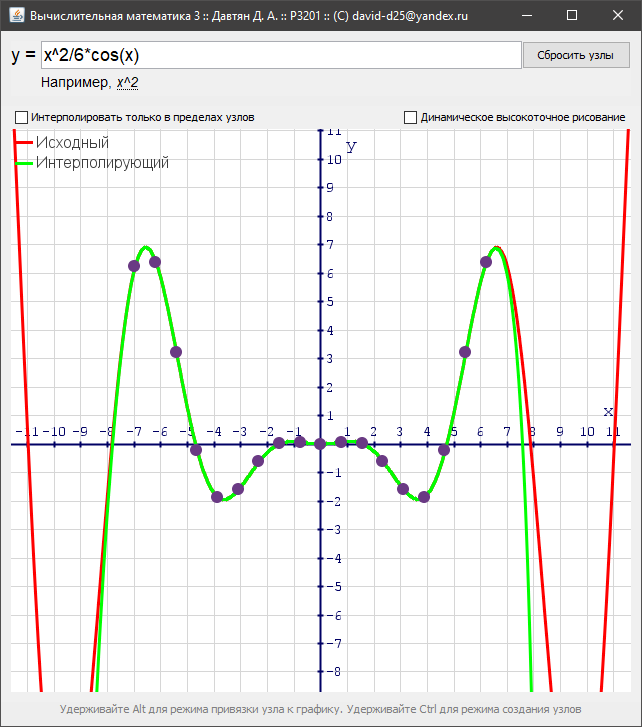 Вычислительная математика 3 :: Давтян Д. А. :: P3201 :: (C) david-d25@yandex.ru
y = x^2/6*cos(x) Сбросить узлы
Например, x^2
Интерполировать только в пределах узлов Динамическое высокоточное рисование
Исходный
Интерполирующий
y
11
10
9
8
7
6
5
4
3
2
1
x
-11 -10 -9 -8 -7 -6 -5 -4 -3 -2 -1 1 2 3 4 5 6 7 8 9 10 11
-1
-2
-3
-4
-5
-6
-7
-8
Удерживайте Alt для режима привязки узла к графику. Удерживайте Ctrl для режима создания узлов